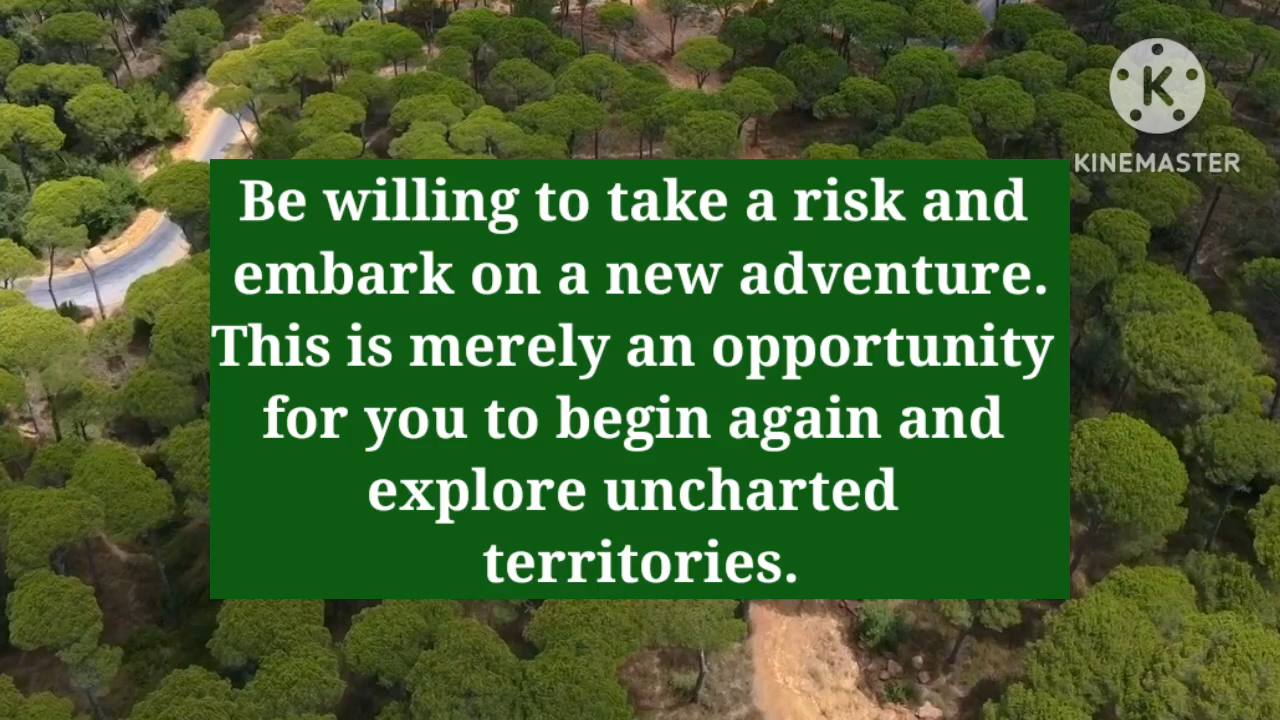 K
KINEMASTER
Be willing to take a risk and
embark on a new adventure.
This is merely an opportunity
for you to begin again and
explore uncharted
territories.